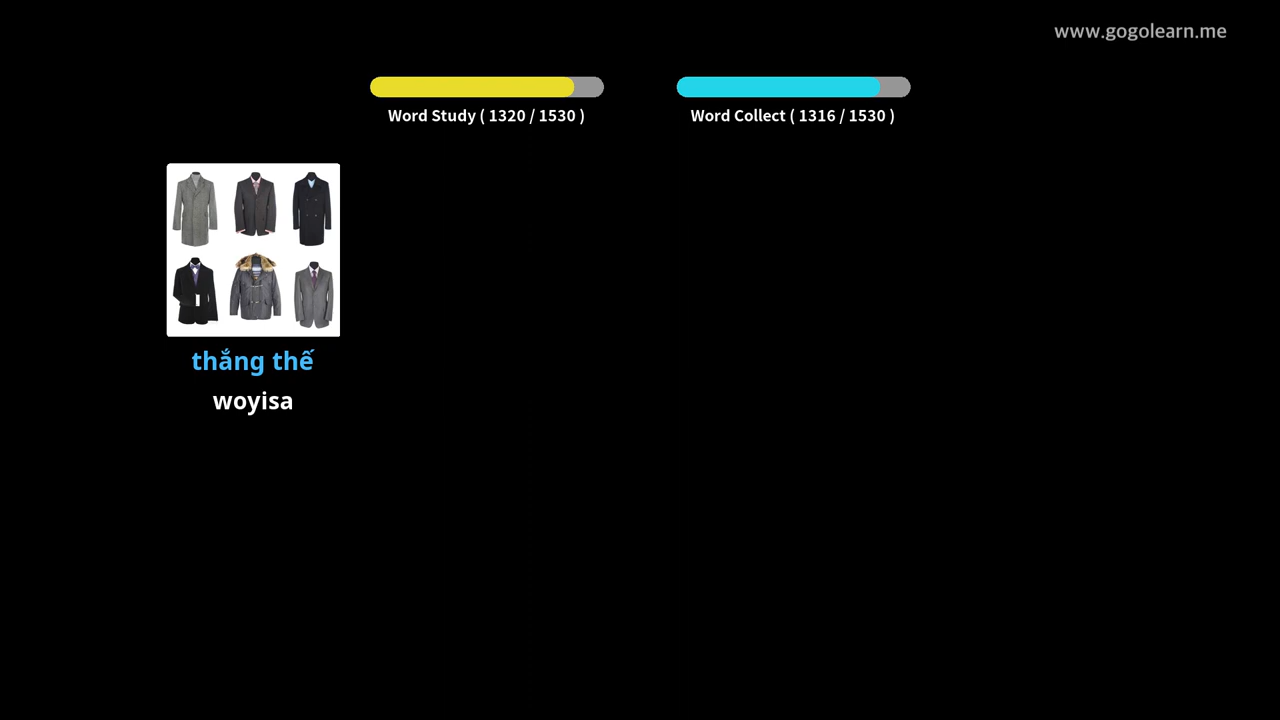 www.gogolearn.me
Word Study ( 1320 / 1530 )
Word Collect ( 1316 / 1530 )
thắng thế
woyisa